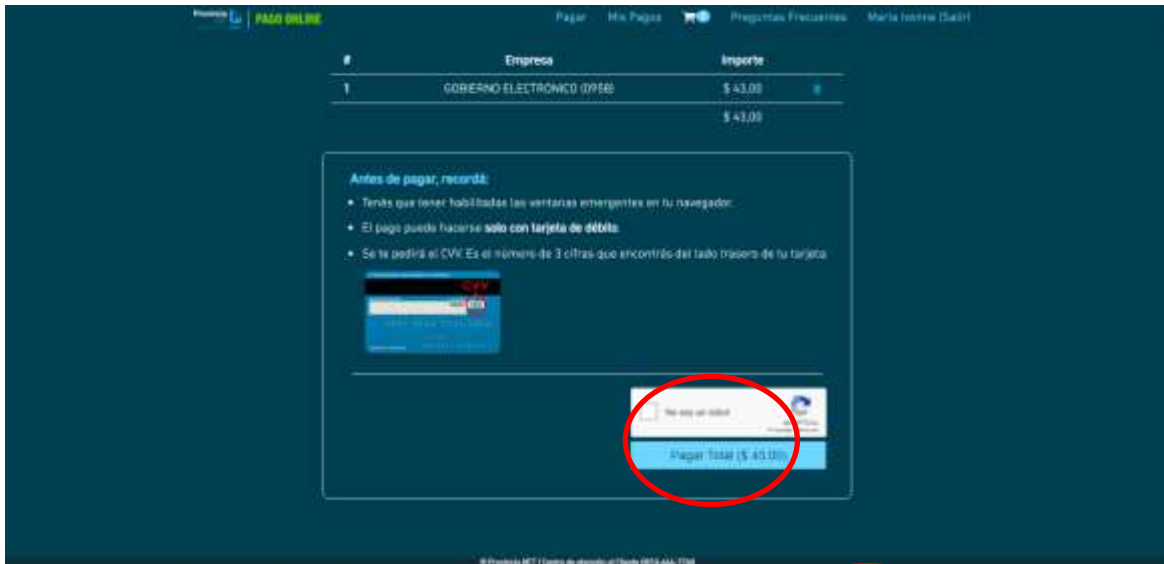 Provincia PAGO ONLINE Pagar Mis Pagos Preguntas Frecuentes Maria Ivonne (Salir)
# Empresa Importe
1 GOBIERNO ELECTRONICO (0958) $ 43,00
$ 43,00
Antes de pagar, recordá:
Tenés que tener habilitadas las ventanas emergentes en tu navegador.
El pago puede hacerse solo con tarjeta de débito.
Se te pedirá el CVV. Es el número de 3 cifras que encontrás del lado trasero de tu tarjeta
CVV
No soy un robot
Pagar Total ($ 43,00)